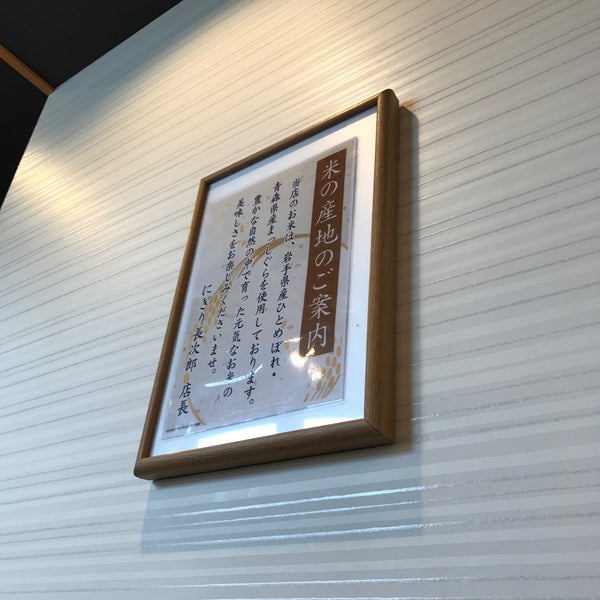 米の産地のご案内
当店のお米は、岩手県産ひとめぼれ・
青森県産まっしぐらを使用しております。
豊かな自然の中で育った元気なお米の
美味しさをお楽しみくださいませ。
にぎり長次郎 店長